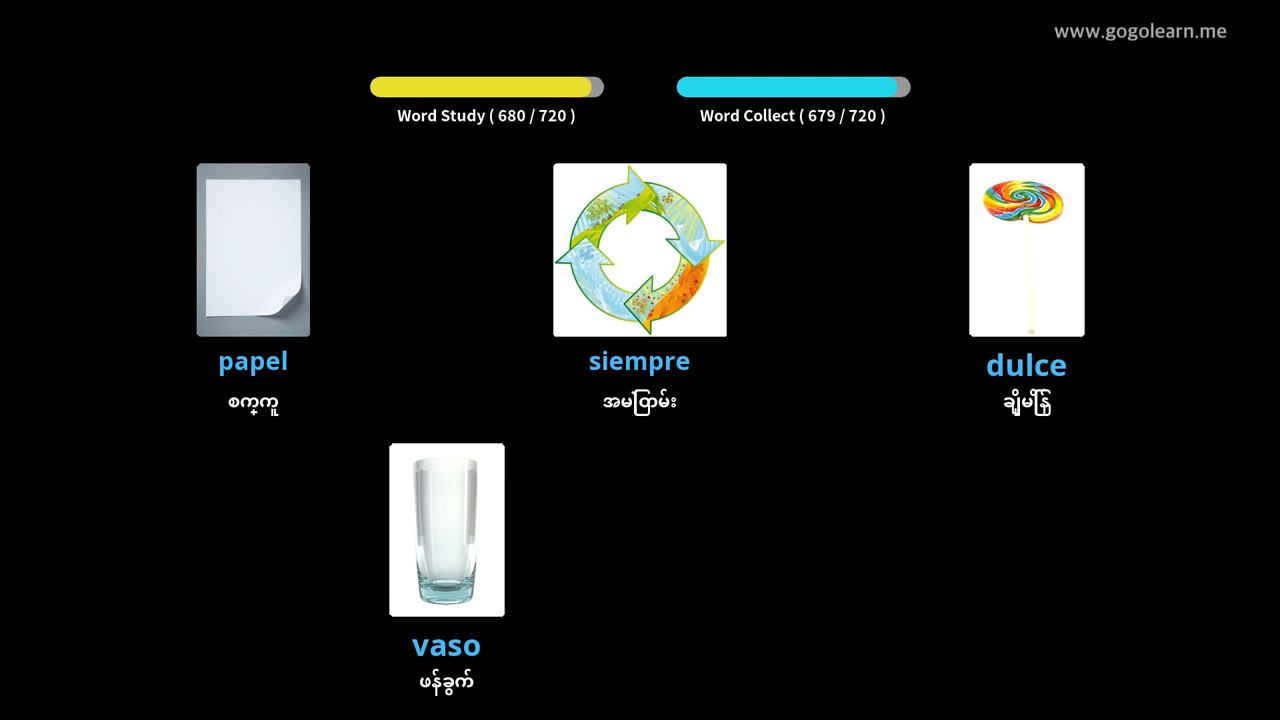 www.gogolearn.me
Word Study ( 680 / 720 )
Word Collect ( 679 / 720 )
papel
siempre
dulce
စက္ကူ
အမြဲတမ်း
ချိုမြိန်
vaso
ဖန်ခွက်